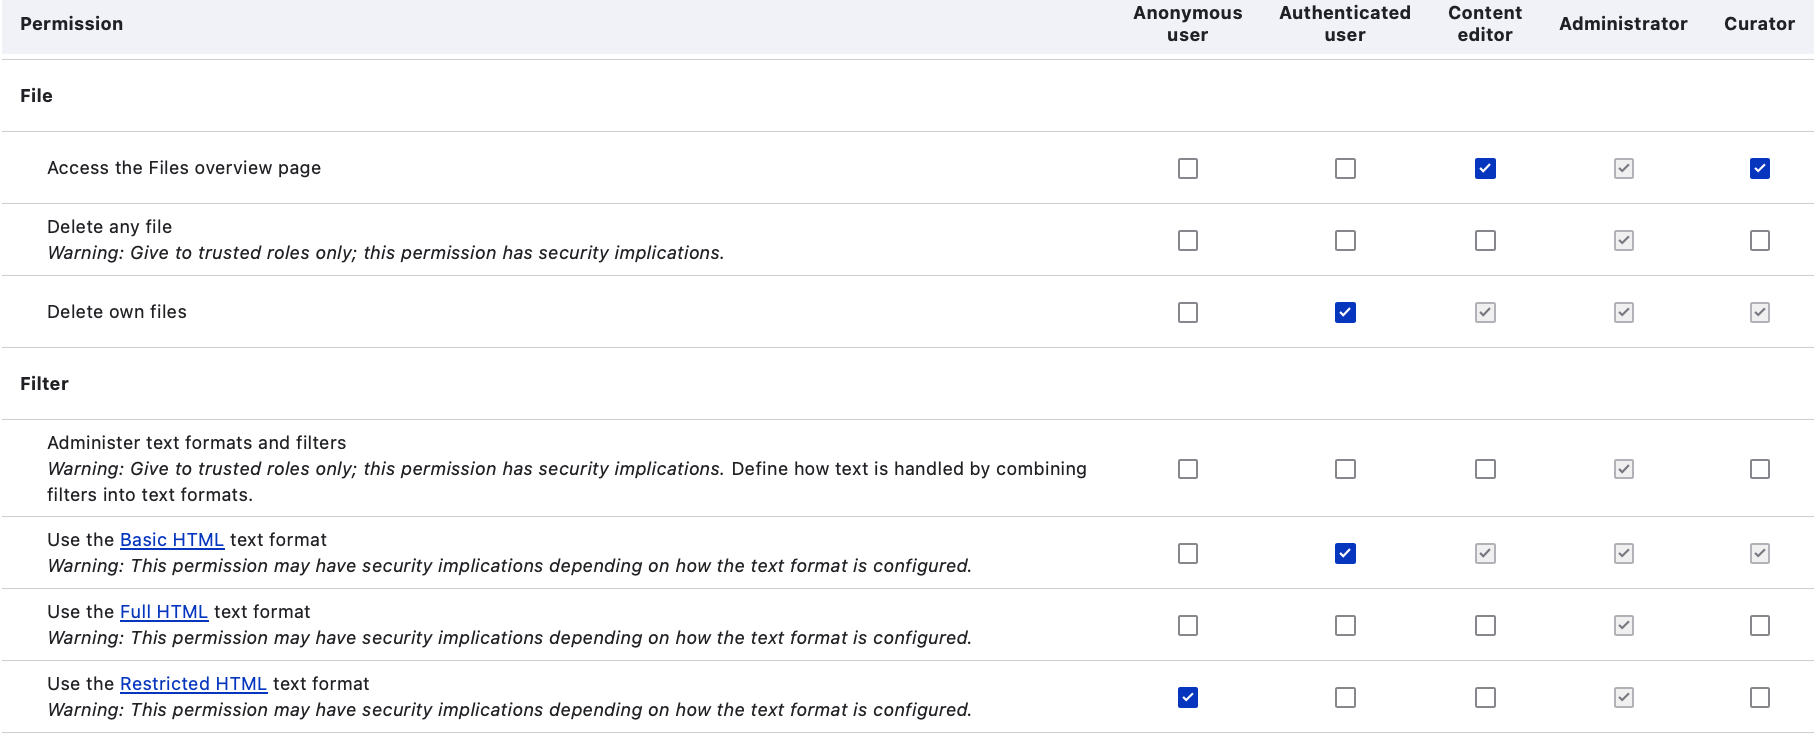 Permission
Anonymous user
Authenticated user
Content editor
Administrator
Curator
File
Access the Files overview page
Delete any file
Warning: Give to trusted roles only; this permission has security implications.
Delete own files
Filter
Administer text formats and filters
Warning: Give to trusted roles only; this permission has security implications. Define how text is handled by combining
filters into text formats.
Use the Basic HTML text format
Warning: This permission may have security implications depending on how the text format is configured.
Use the Full HTML text format
Warning: This permission may have security implications depending on how the text format is configured.
Use the Restricted HTML text format
Warning: This permission may have security implications depending on how the text format is configured.